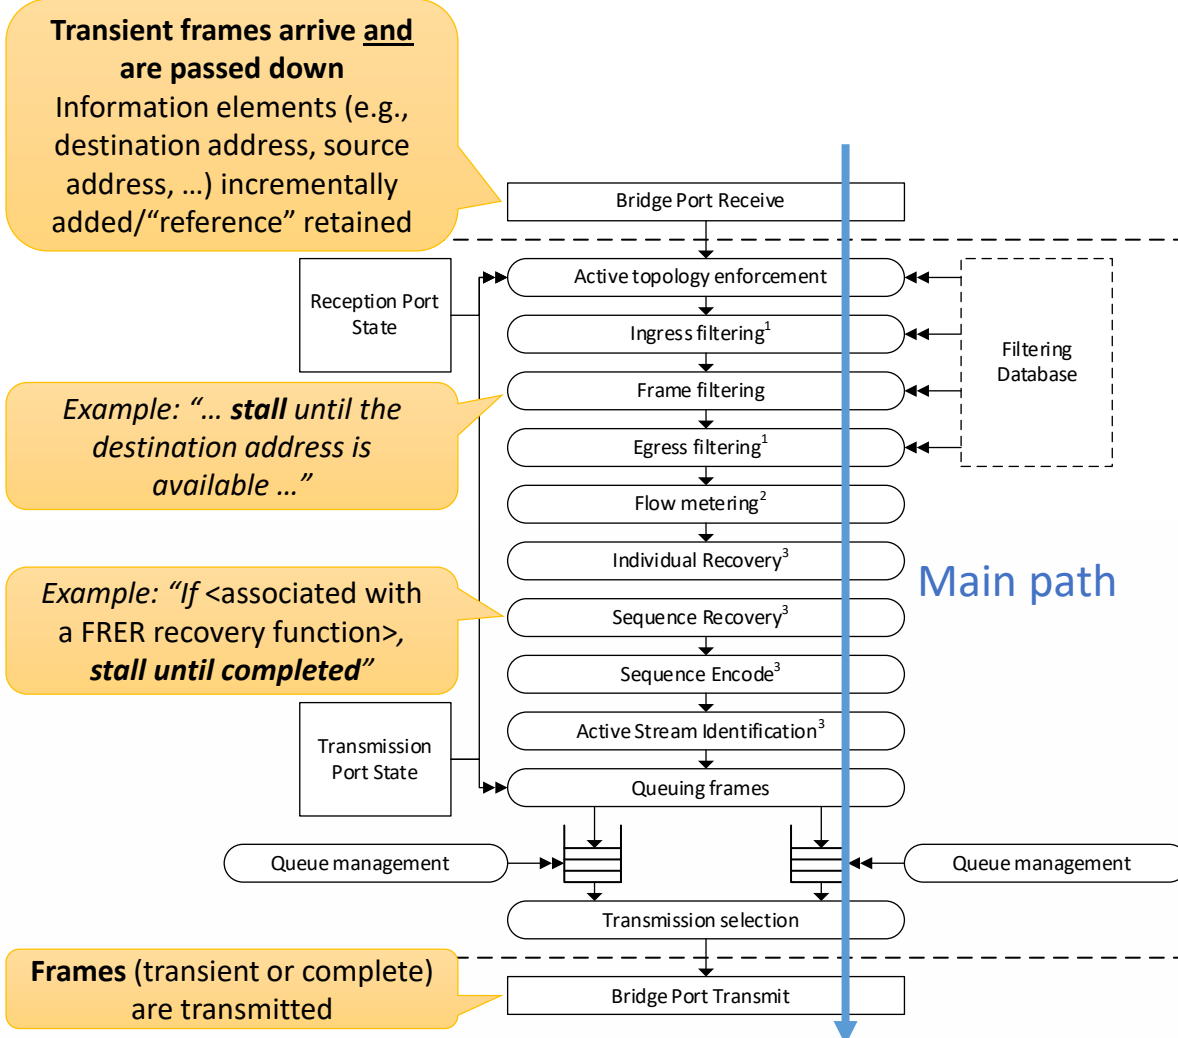 Transient frames arrive and
are passed down
Information elements (e.g.,
destination address, source
address, …) incrementally
added/“reference” retained
Bridge Port Receive
Active topology enforcement
Reception Port
State
Ingress filtering¹
Filtering
Database
Frame filtering
Example: “… stall until the
destination address is
available …”
Egress filtering¹
Flow metering²
Individual Recovery³
Main path
Example: “If <associated with
a FRER recovery function>,
stall until completed”
Sequence Recovery³
Sequence Encode³
Active Stream Identification³
Transmission
Port State
Queuing frames
Queue management
Queue management
Transmission selection
Frames (transient or complete)
are transmitted
Bridge Port Transmit